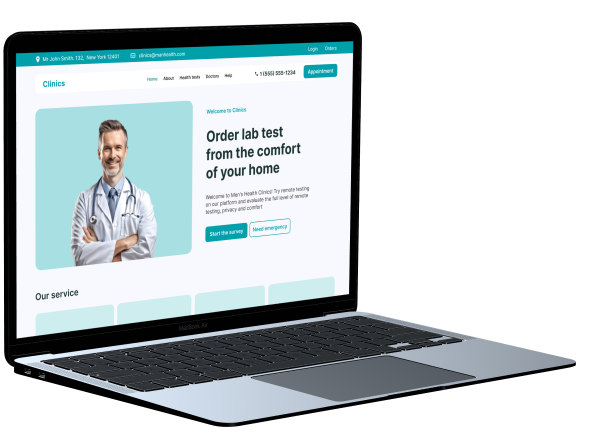 Mr John Smith. 132, New York 12401
clinics@manhealth.com
Login Orders
Clinics
Home About Health tests Doctors Help
1 (555) 555-1234
Appointment
Welcome to Clinics
Order lab test
from the comfort
of your home
Welcome to Men's Health Clinics! Try remote testing
on our platform and evaluate the full level of remote
testing, privacy and comfort
Start the survey
Need emergency
Our service
MacBook Air